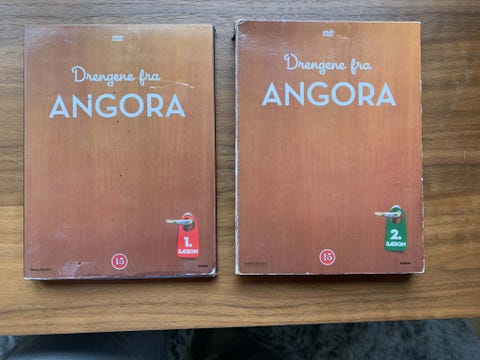 DVD
Drengene fra
ANGORA
1.
SÆSON
15
DVD
Drengene fra
ANGORA
2.
SÆSON
15